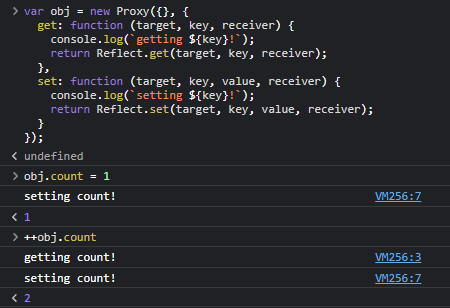 > var obj = new Proxy({}, {
get: function (target, key, receiver) {
console.log(`getting ${key}!`);
return Reflect.get(target, key, receiver);
},
set: function (target, key, value, receiver) {
console.log(`setting ${key}!`);
return Reflect.set(target, key, value, receiver);
}
});
< undefined
> obj.count = 1
setting count! VM256:7
< 1
> ++obj.count
getting count! VM256:3
setting count! VM256:7
< 2